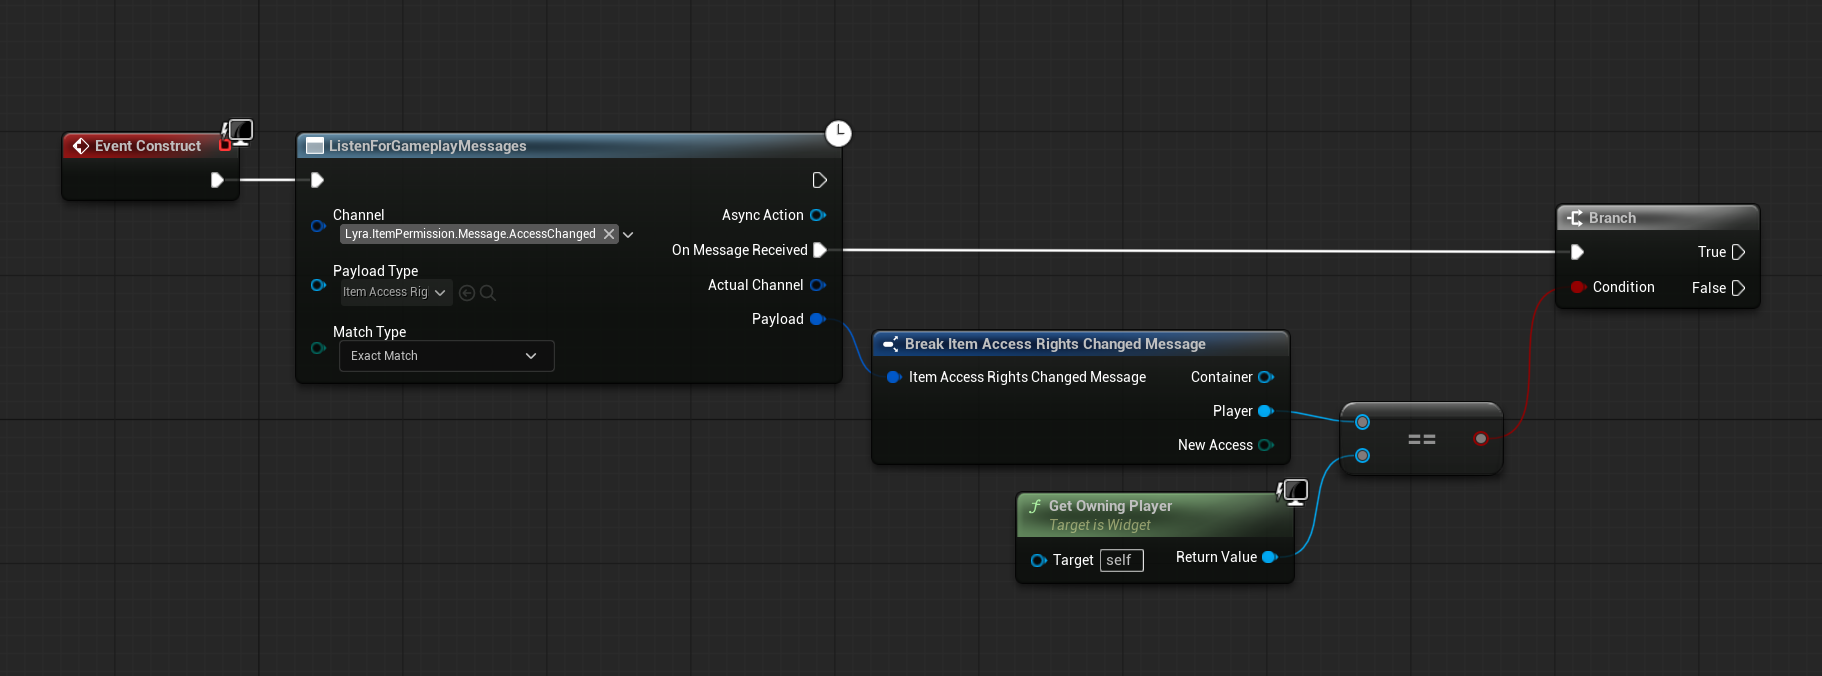 Event Construct
ListenForGameplayMessages
Channel
Lyra.ItemPermission.Message.AccessChanged
Async Action
On Message Received
Payload Type
Item Access Rig
Actual Channel
Payload
Match Type
Exact Match
Branch
True
Condition
False
Break Item Access Rights Changed Message
Item Access Rights Changed Message
Container
Player
New Access
==
Get Owning Player
Target is Widget
Target
self
Return Value